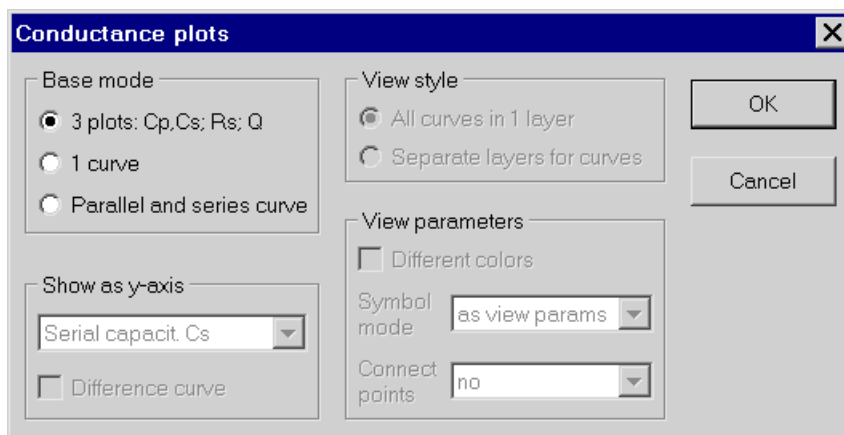 Conductance plots
Base mode
3 plots: Cp,Cs; Rs; Q
1 curve
Parallel and series curve
Show as y-axis
Serial capacit. Cs
Difference curve
View style
All curves in 1 layer
Separate layers for curves
View parameters
Different colors
Symbol
mode
as view params
Connect
points
no
OK
Cancel